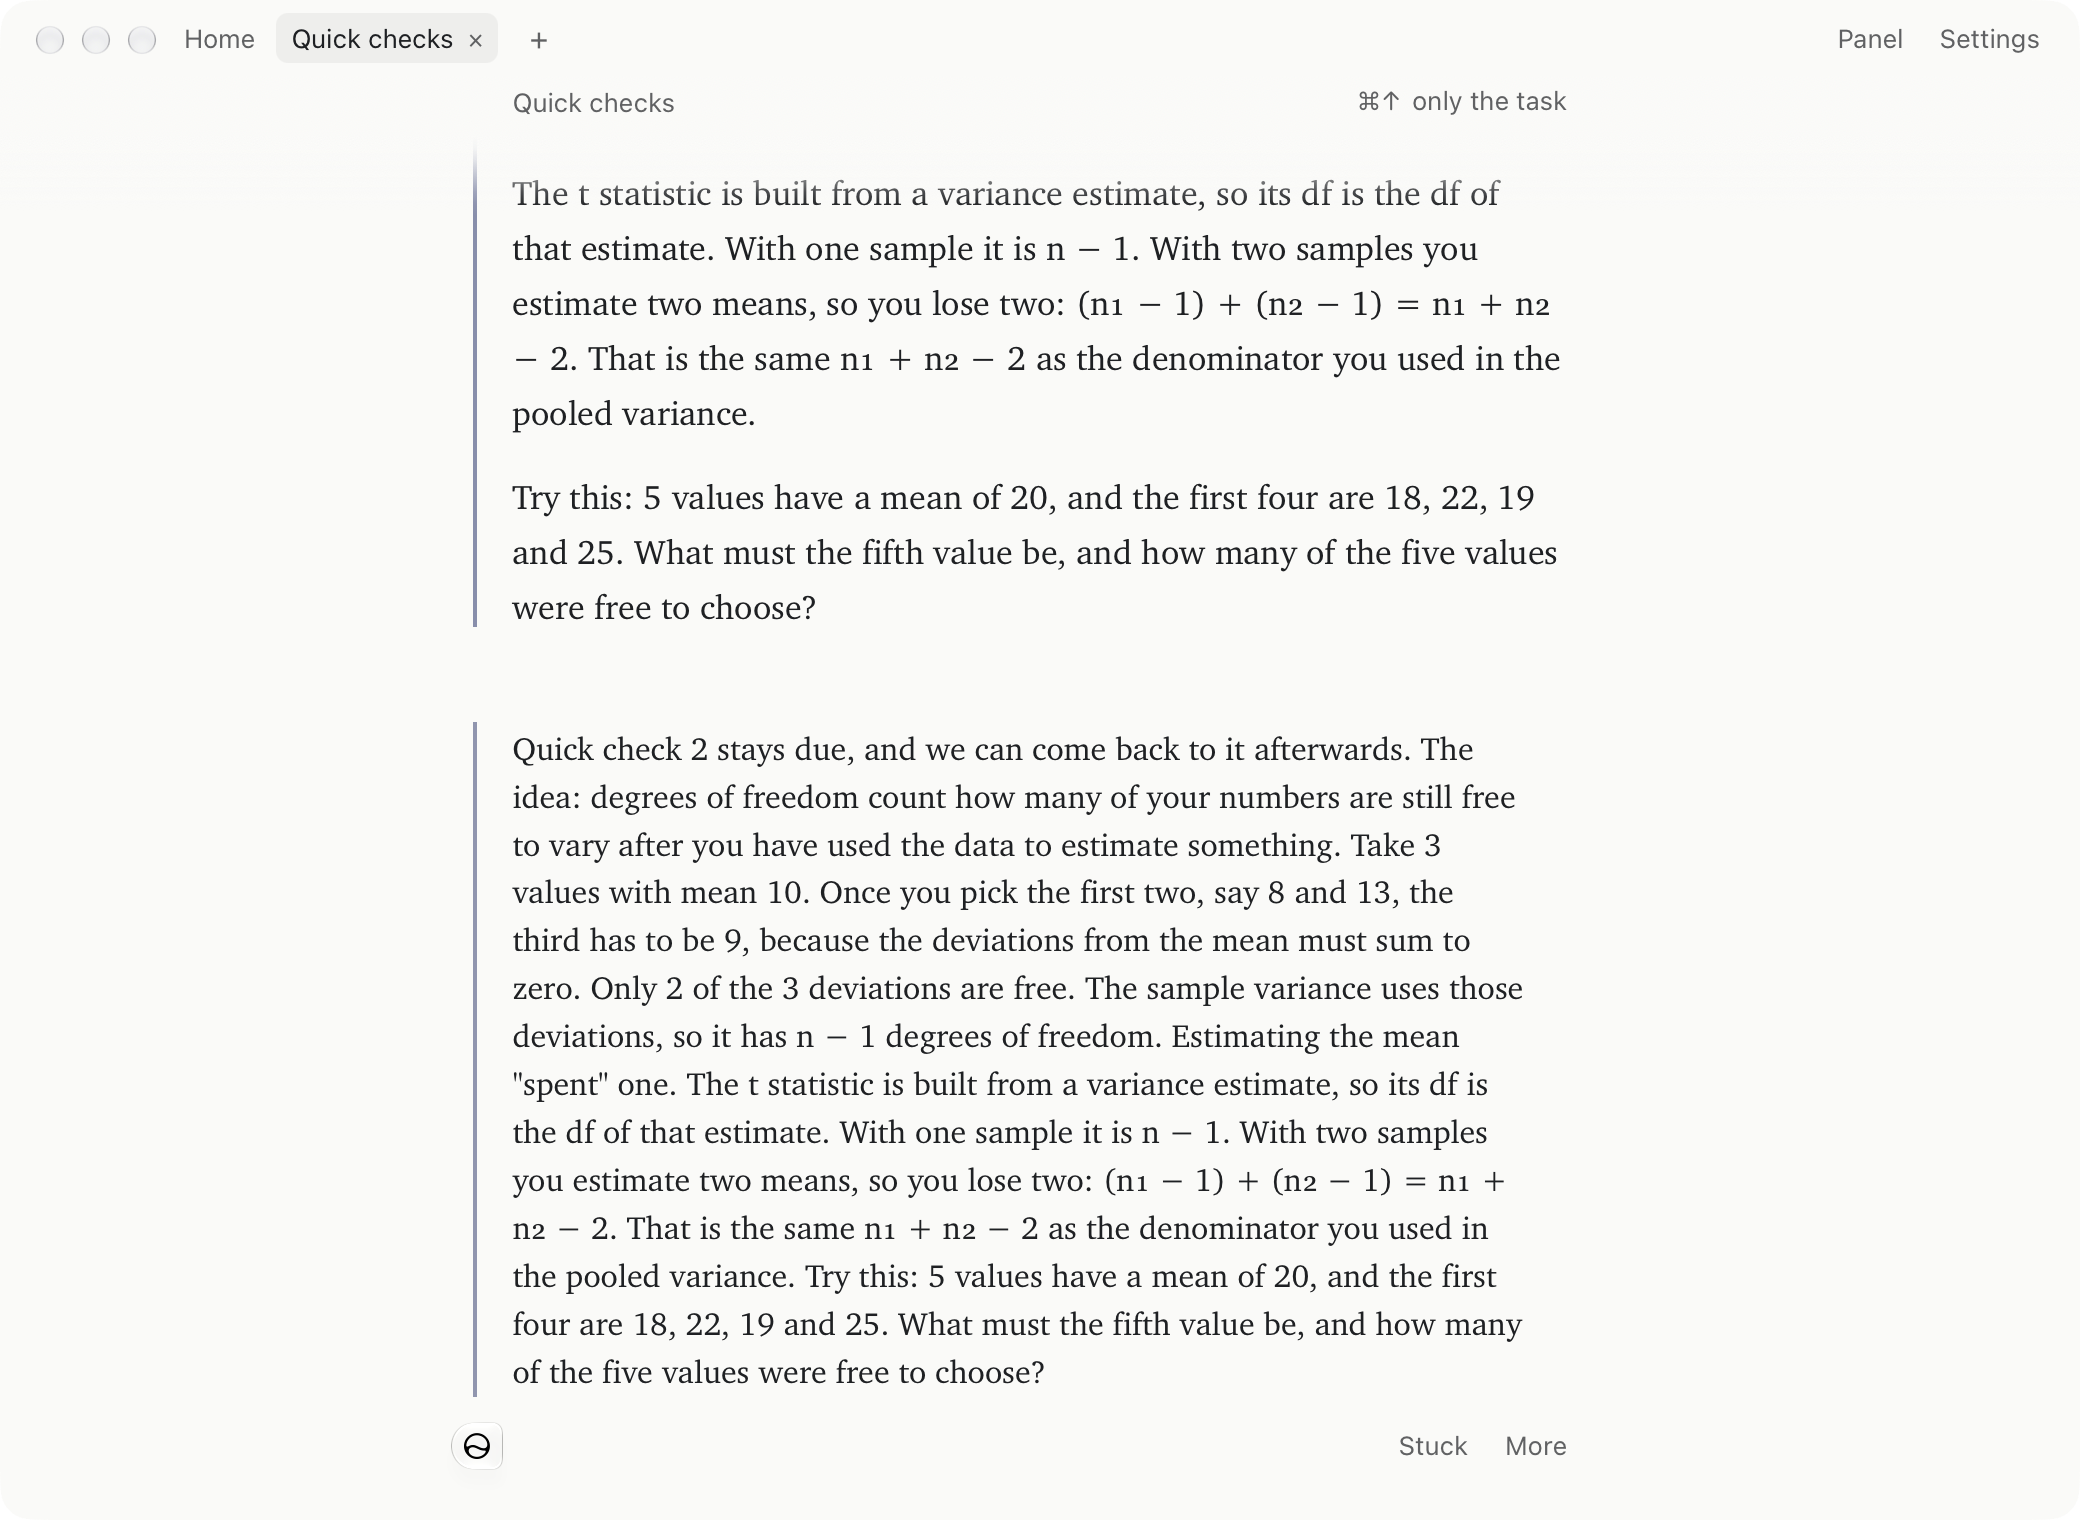 Home
Quick checks ×
+
Panel
Settings
Quick checks
⌘↑ only the task
The t statistic is built from a variance estimate, so its df is the df of
that estimate. With one sample it is n − 1. With two samples you
estimate two means, so you lose two: (n₁ − 1) + (n₂ − 1) = n₁ + n₂
− 2. That is the same n₁ + n₂ − 2 as the denominator you used in the
pooled variance.
Try this: 5 values have a mean of 20, and the first four are 18, 22, 19
and 25. What must the fifth value be, and how many of the five values
were free to choose?
Quick check 2 stays due, and we can come back to it afterwards. The
idea: degrees of freedom count how many of your numbers are still free
to vary after you have used the data to estimate something. Take 3
values with mean 10. Once you pick the first two, say 8 and 13, the
third has to be 9, because the deviations from the mean must sum to
zero. Only 2 of the 3 deviations are free. The sample variance uses those
deviations, so it has n − 1 degrees of freedom. Estimating the mean
"spent" one. The t statistic is built from a variance estimate, so its df is
the df of that estimate. With one sample it is n − 1. With two samples
you estimate two means, so you lose two: (n₁ − 1) + (n₂ − 1) = n₁ +
n₂ − 2. That is the same n₁ + n₂ − 2 as the denominator you used in
the pooled variance. Try this: 5 values have a mean of 20, and the first
four are 18, 22, 19 and 25. What must the fifth value be, and how many
of the five values were free to choose?
Stuck
More